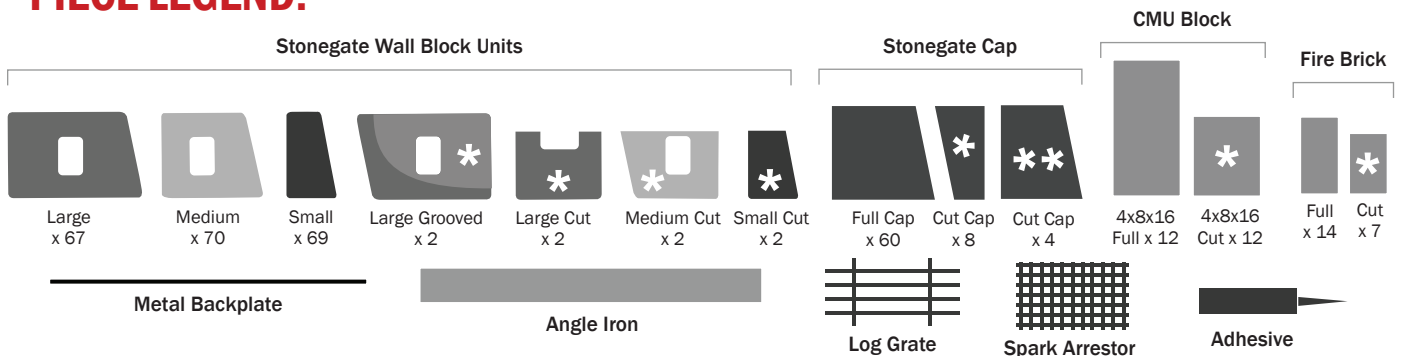 PIECE LEGEND:
CMU Block
Stonegate Wall Block Units
Stonegate Cap
Fire Brick
Large
x 67
Medium
x 70
Small
x 69
Large Grooved
x 2
Large Cut
x 2
Medium Cut
x 2
Small Cut
x 2
Full Cap
x 60
Cut Cap
x 8
Cut Cap
x 4
4x8x16
Full x 12
4x8x16
Cut x 12
Full
x 14
Cut
x 7
Metal Backplate
Angle Iron
Log Grate
Spark Arrestor
Adhesive